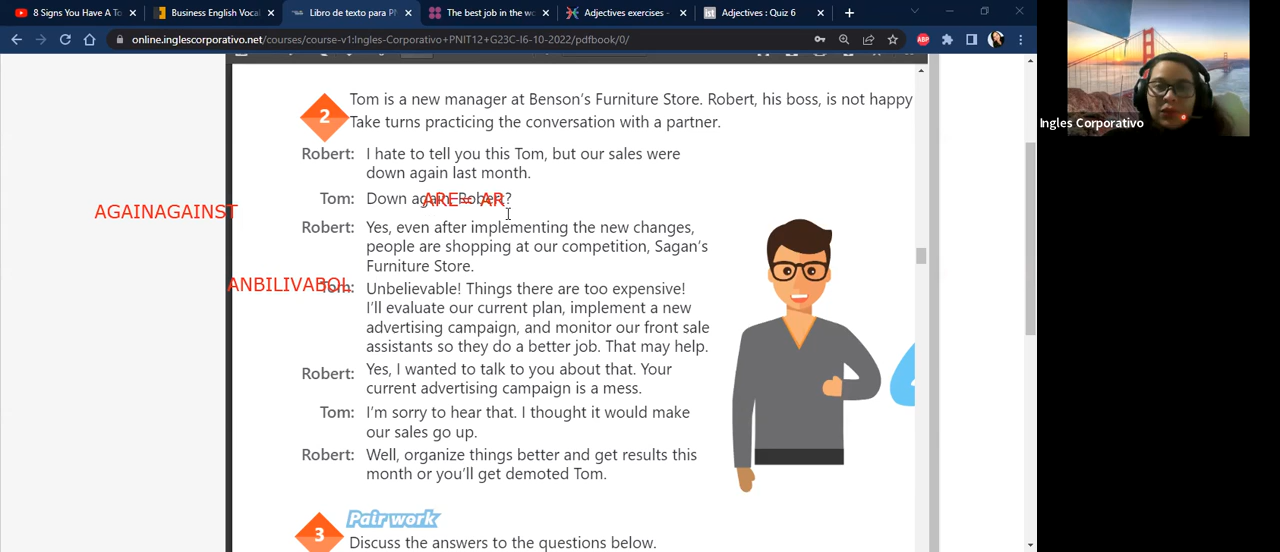 8 Signs You Have A To
Business English Vocab
Libro de texto para PN
The best job in the wo
Adjectives exercises -
Adjectives : Quiz 6
online.inglescorporativo.net/courses/course-v1:Ingles-Corporativo+PNIT12+G23C-I6-10-2022/pdfbook/0/
ABP
Ingles Corporativo
2
Tom is a new manager at Benson's Furniture Store. Robert, his boss, is not happy
Take turns practicing the conversation with a partner.
Robert: I hate to tell you this Tom, but our sales were
down again last month.
Tom: Down again, Robert?
ARE= AR
AGAINAGAINST
Robert: Yes, even after implementing the new changes,
people are shopping at our competition, Sagan's
Furniture Store.
ANBILIVABOL
Tom: Unbelievable! Things there are too expensive!
I'll evaluate our current plan, implement a new
advertising campaign, and monitor our front sale
assistants so they do a better job. That may help.
Robert: Yes, I wanted to talk to you about that. Your
current advertising campaign is a mess.
Tom: I'm sorry to hear that. I thought it would make
our sales go up.
Robert: Well, organize things better and get results this
month or you'll get demoted Tom.
3
Pair work
Discuss the answers to the questions below.